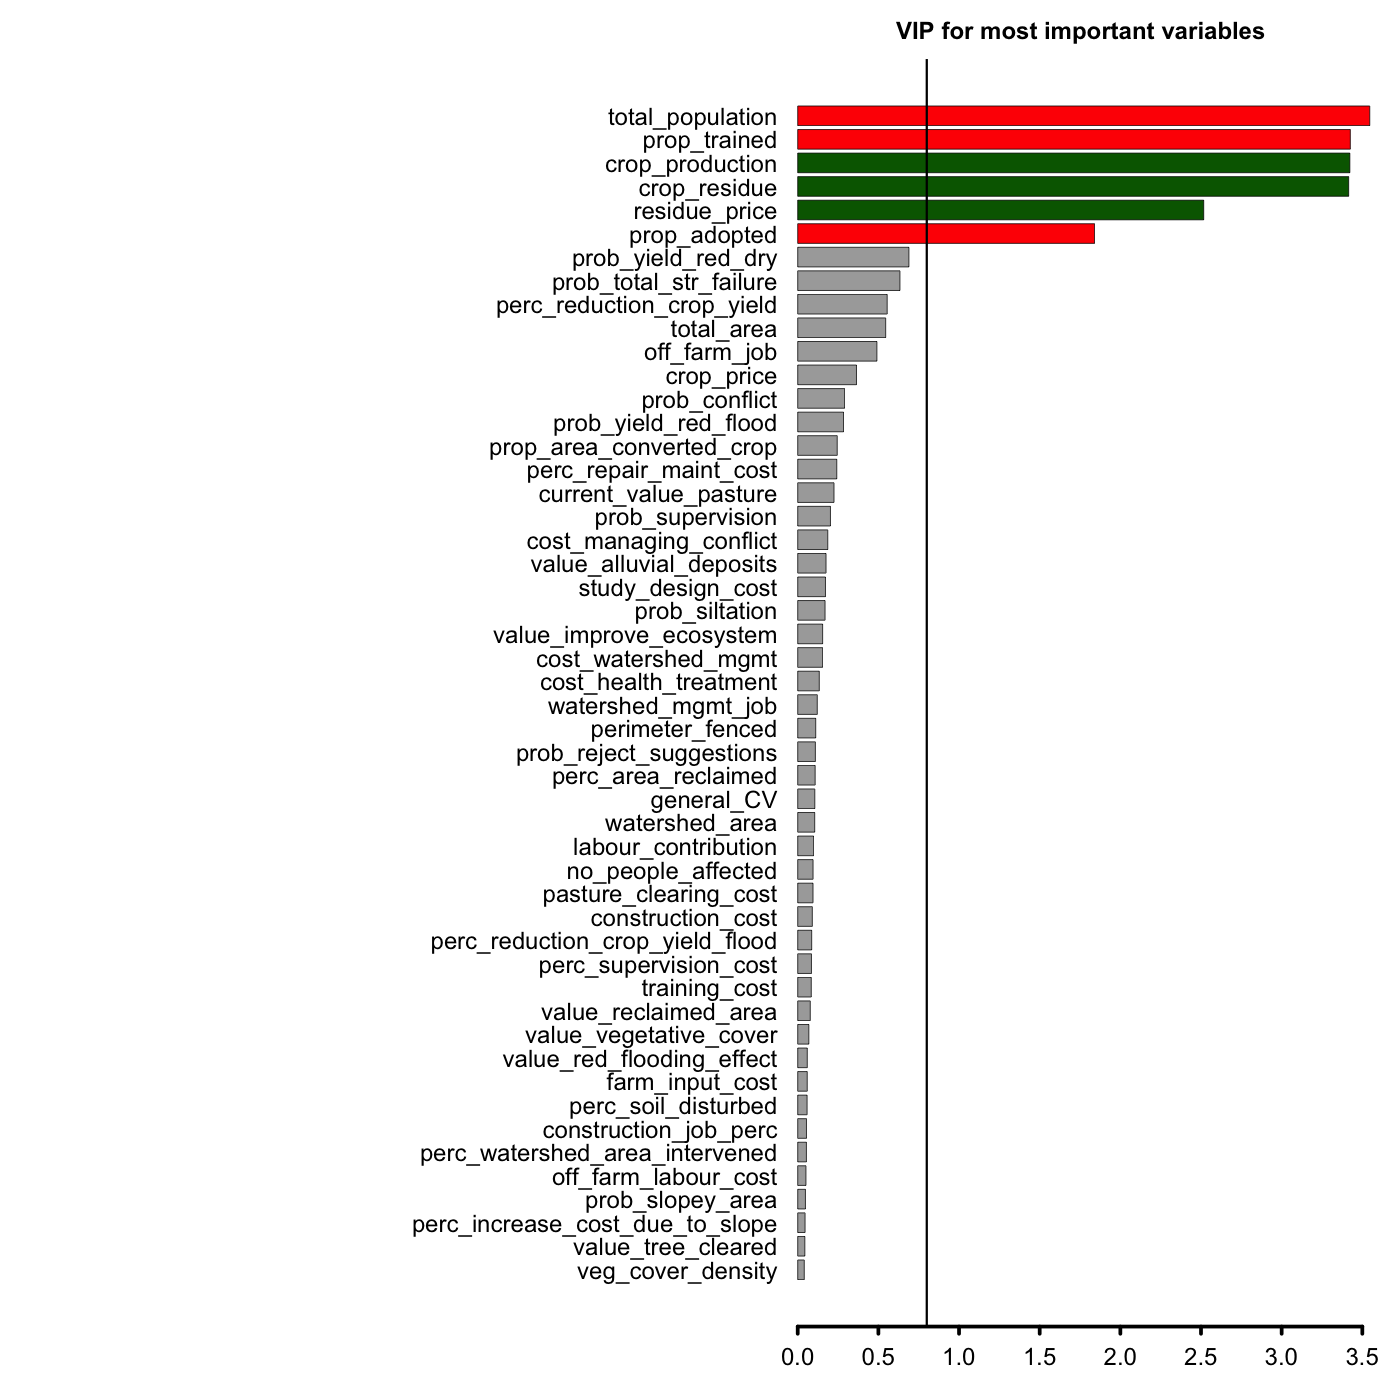 VIP for most important variables
total_population
prop_trained
crop_production
crop_residue
residue_price
prop_adopted
prob_yield_red_dry
prob_total_str_failure
perc_reduction_crop_yield
total_area
off_farm_job
crop_price
prob_conflict
prob_yield_red_flood
prop_area_converted_crop
perc_repair_maint_cost
current_value_pasture
prob_supervision
cost_managing_conflict
value_alluvial_deposits
study_design_cost
prob_siltation
value_improve_ecosystem
cost_watershed_mgmt
cost_health_treatment
watershed_mgmt_job
perimeter_fenced
prob_reject_suggestions
perc_area_reclaimed
general_CV
watershed_area
labour_contribution
no_people_affected
pasture_clearing_cost
construction_cost
perc_reduction_crop_yield_flood
perc_supervision_cost
training_cost
value_reclaimed_area
value_vegetative_cover
value_red_flooding_effect
farm_input_cost
perc_soil_disturbed
construction_job_perc
perc_watershed_area_intervened
off_farm_labour_cost
prob_slopey_area
perc_increase_cost_due_to_slope
value_tree_cleared
veg_cover_density
0.0 0.5 1.0 1.5 2.0 2.5 3.0 3.5